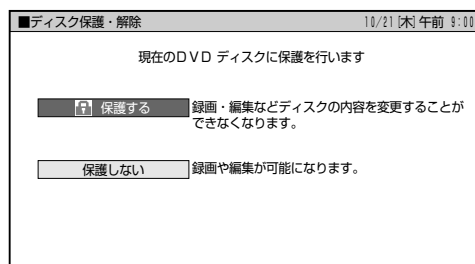 ■ディスク保護・解除 10/21[木]午前 9:00
現在のDVD ディスクに保護を行います
保護する 録画・編集などディスクの内容を変更することが
できなくなります。
保護しない 録画や編集が可能になります。